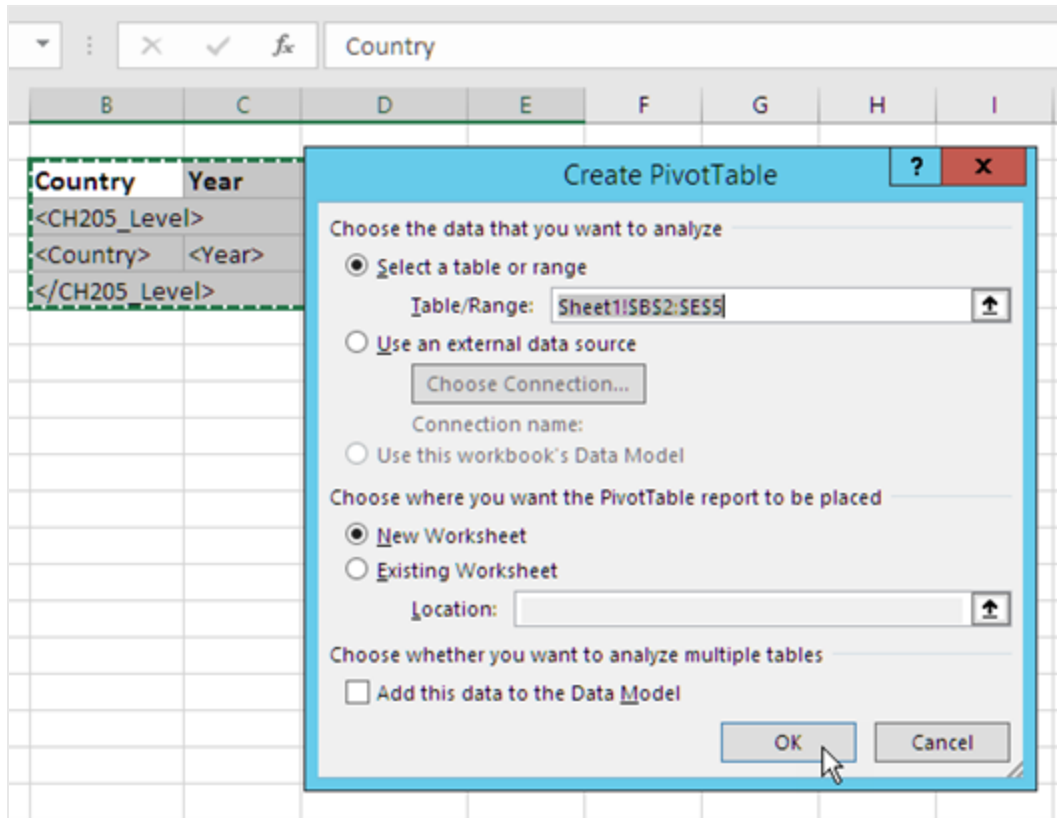 fx Country
B C D E F G H I
Country Year
<CH205_Level>
<Country> <Year>
</CH205_Level>
Create PivotTable ? X
Choose the data that you want to analyze
Select a table or range
Table/Range: Sheet1!$B$2:$E$5
Use an external data source
Choose Connection...
Connection name:
Use this workbook's Data Model
Choose where you want the PivotTable report to be placed
New Worksheet
Existing Worksheet
Location:
Choose whether you want to analyze multiple tables
Add this data to the Data Model
OK Cancel